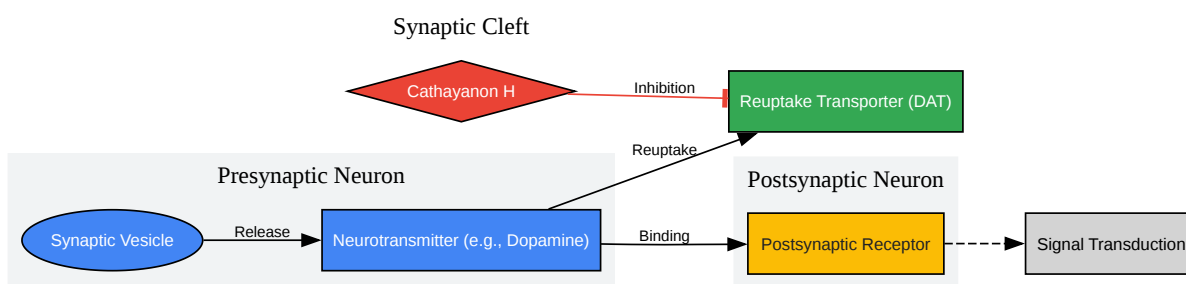 Synaptic Cleft
Cathayanon H
Inhibition
Reuptake Transporter (DAT)
Reuptake
Presynaptic Neuron
Postsynaptic Neuron
Synaptic Vesicle
Release
Neurotransmitter (e.g., Dopamine)
Binding
Postsynaptic Receptor
Signal Transduction